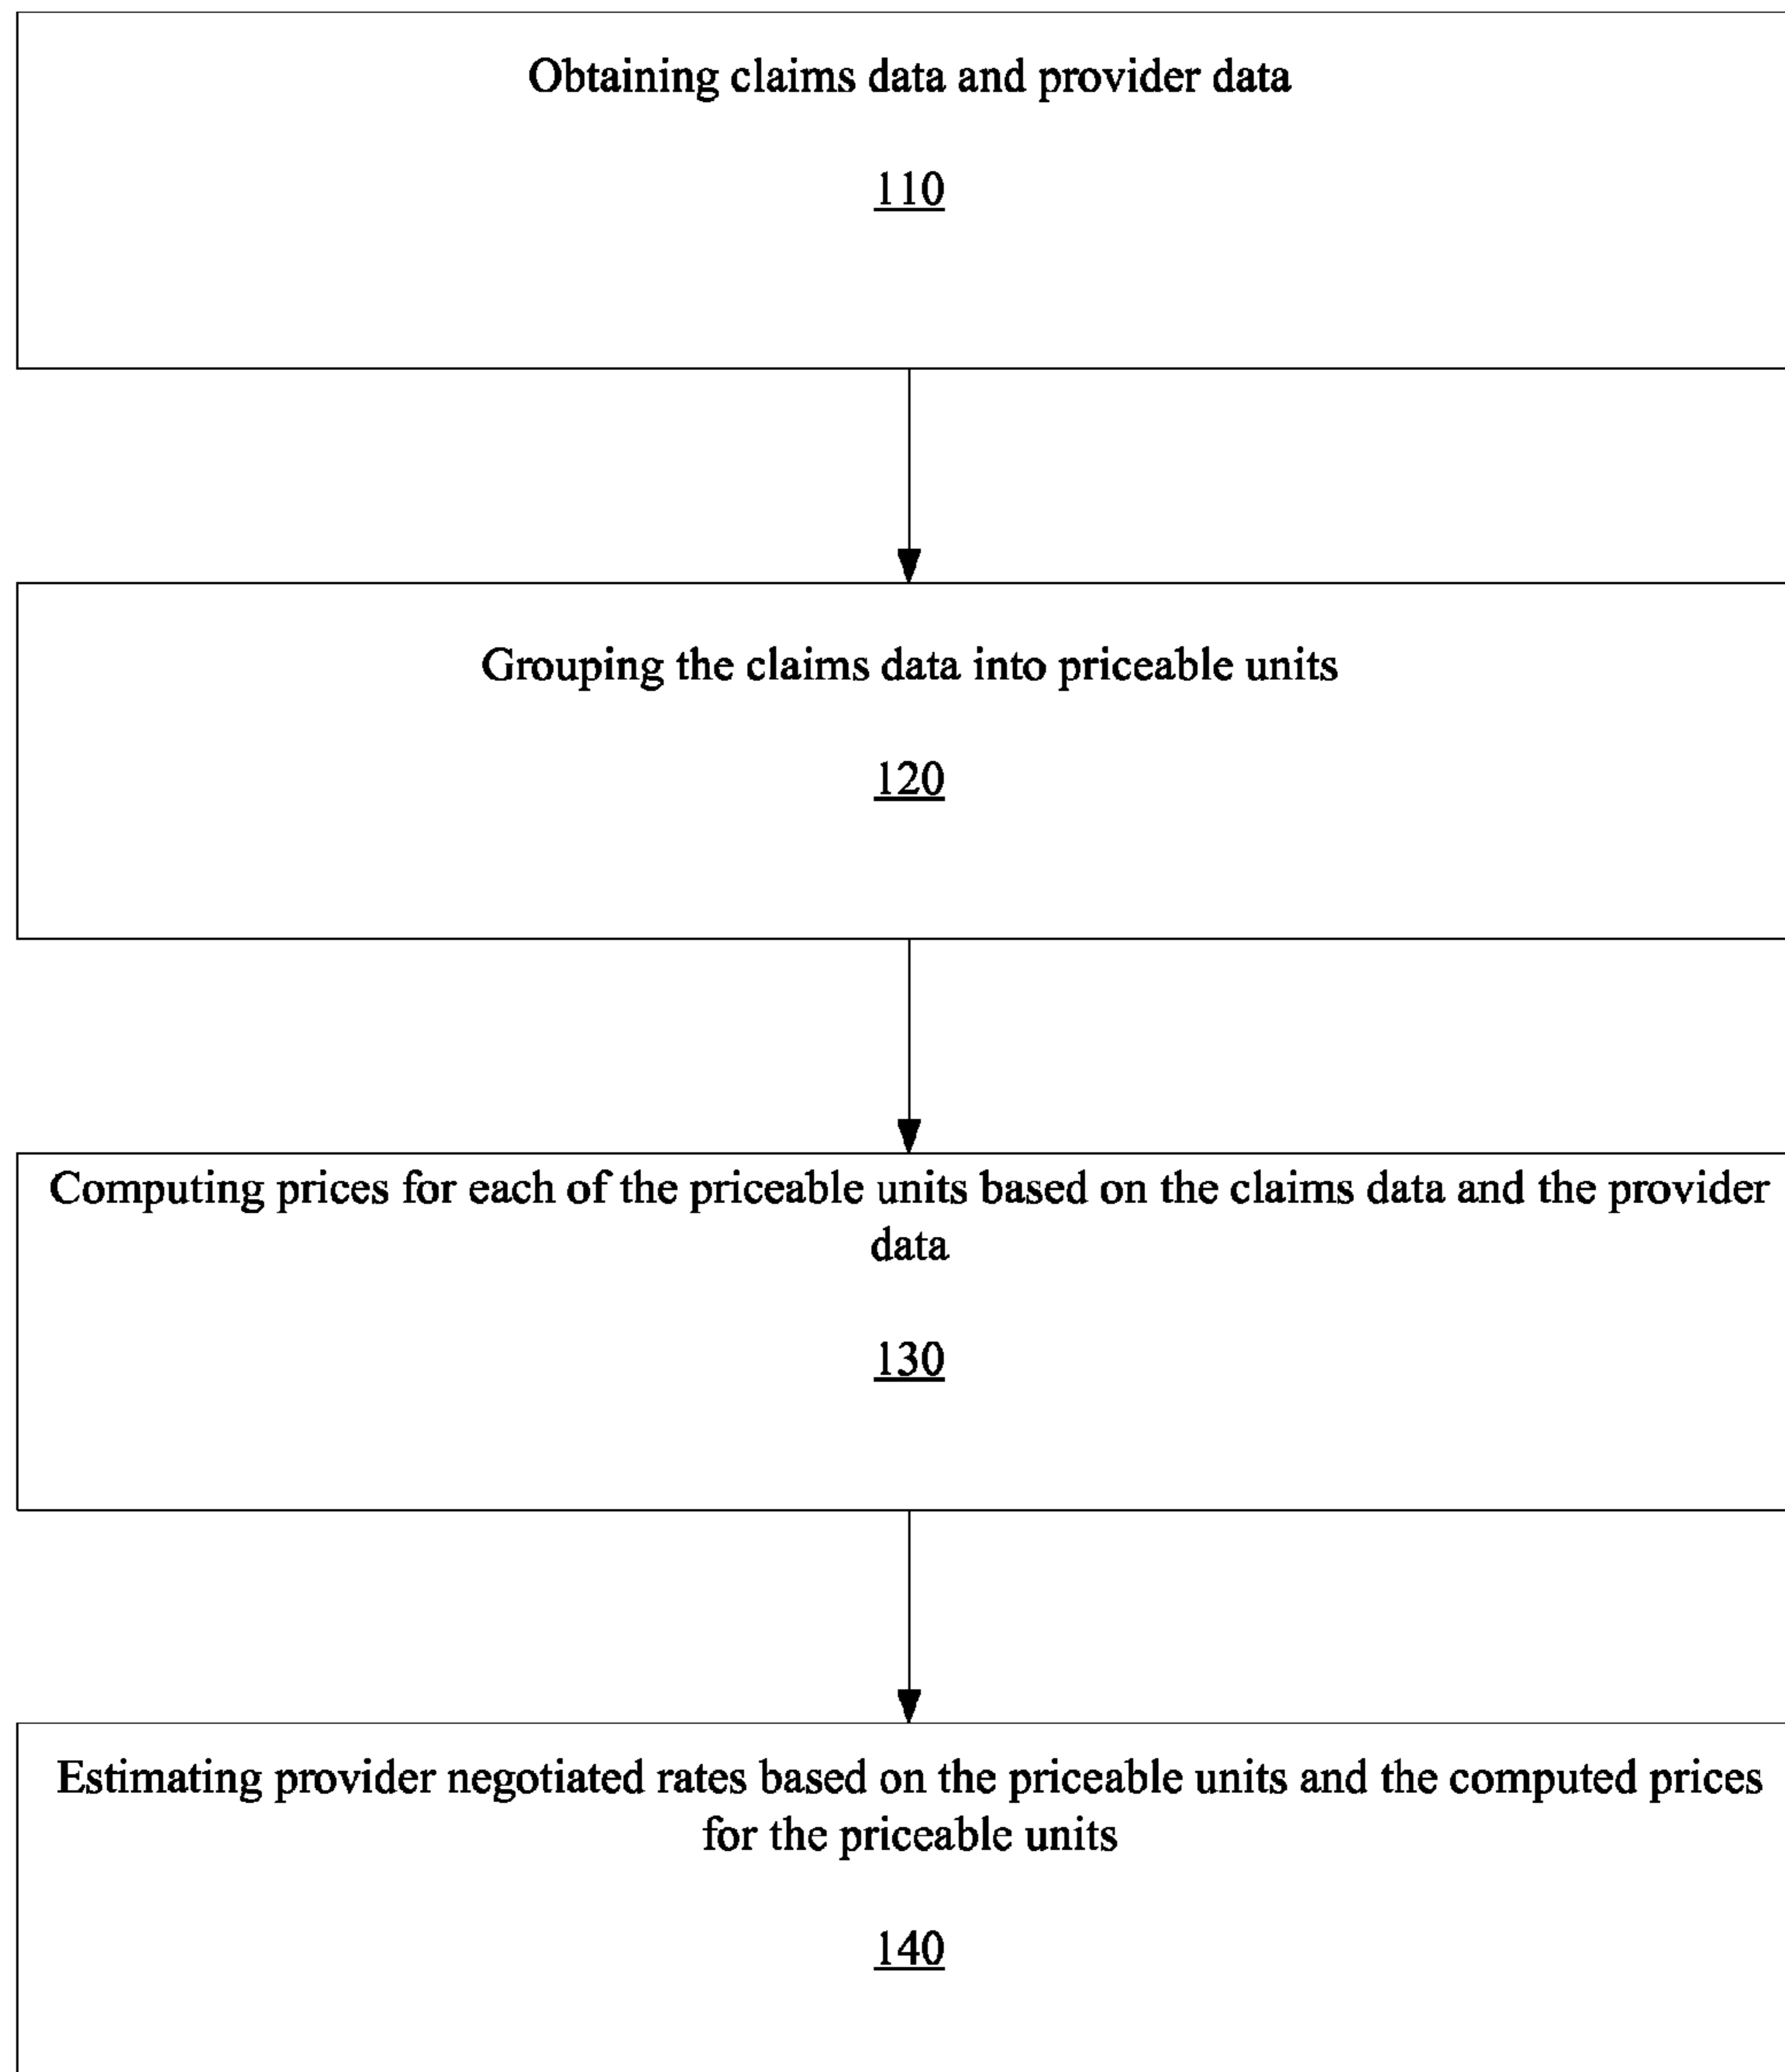 Obtaining claims data and provider data
110
Grouping the claims data into priceable units
120
Computing prices for each of the priceable units based on the claims data and the provider
data
130
Estimating provider negotiated rates based on the priceable units and the computed prices
for the priceable units
140